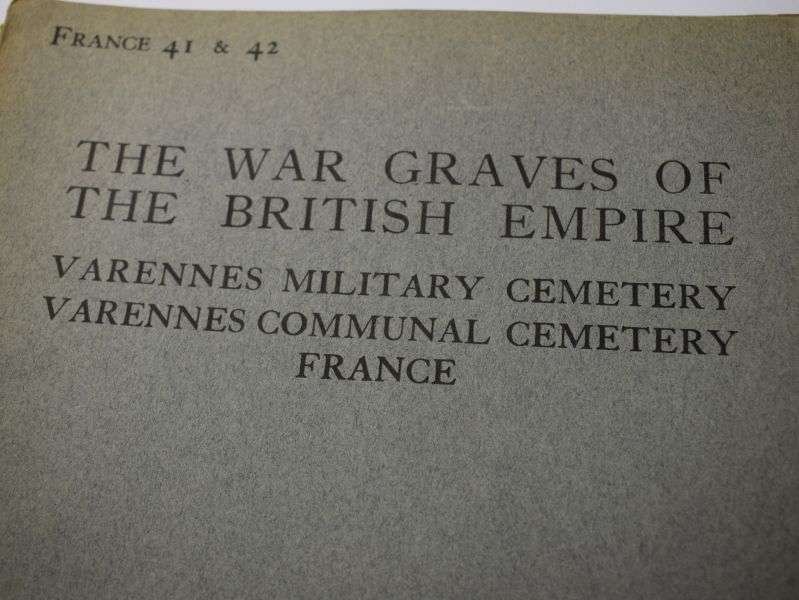 FRANCE 41 & 42
THE WAR GRAVES OF
THE BRITISH EMPIRE
VARENNES MILITARY CEMETERY
VARENNES COMMUNAL CEMETERY
FRANCE